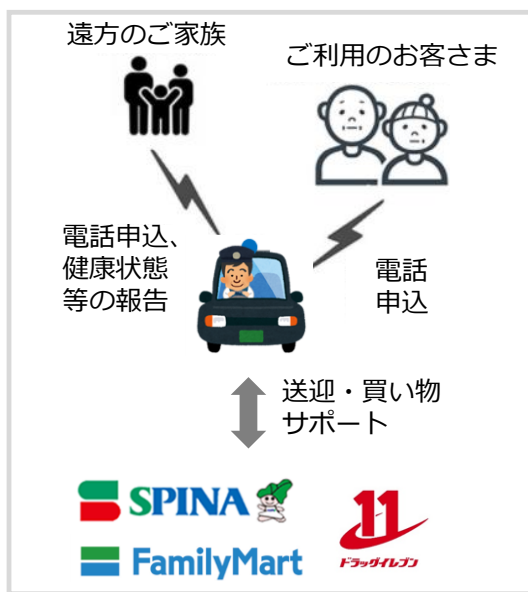 遠方のご家族
ご利用のお客さま
電話申込、
健康状態
等の報告
電話
申込
送迎・買い物
サポート
SPINA
FamilyMart
11
ドラッグイレブン